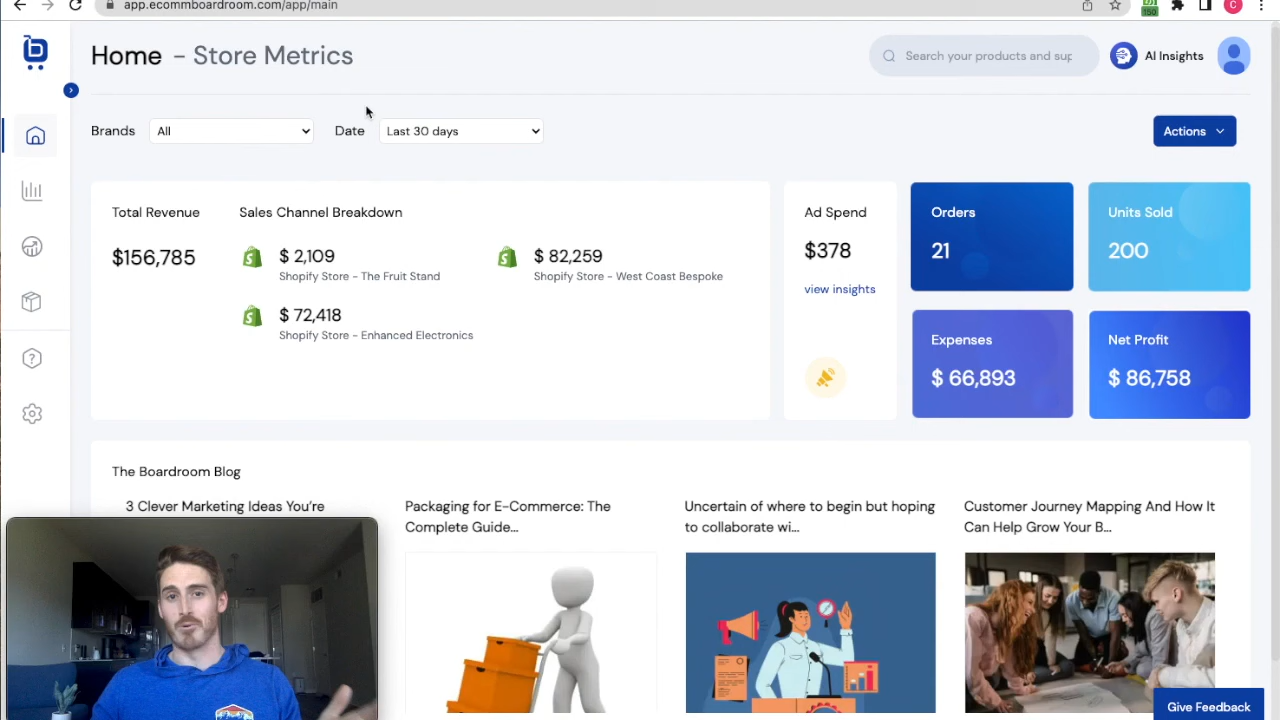 app.ecommboardroom.com/app/main
150
C
Home - Store Metrics
Search your products and sup
AI Insights
Brands
All
Date
Last 30 days
Actions
Total Revenue
$156,785
Sales Channel Breakdown
$ 2,109
Shopify Store - The Fruit Stand
$ 82,259
Shopify Store - West Coast Bespoke
$ 72,418
Shopify Store - Enhanced Electronics
Ad Spend
$378
view insights
Orders
21
Units Sold
200
Expenses
$ 66,893
Net Profit
$ 86,758
The Boardroom Blog
3 Clever Marketing Ideas You're
Packaging for E-Commerce: The
Complete Guide...
Uncertain of where to begin but hoping
to collaborate wi...
Customer Journey Mapping And How It
Can Help Grow Your B...
Give Feedback